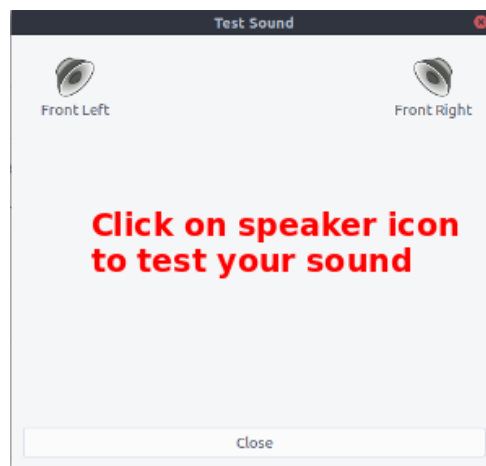 Test Sound
Front Left
Front Right
Click on speaker icon
to test your sound
Close